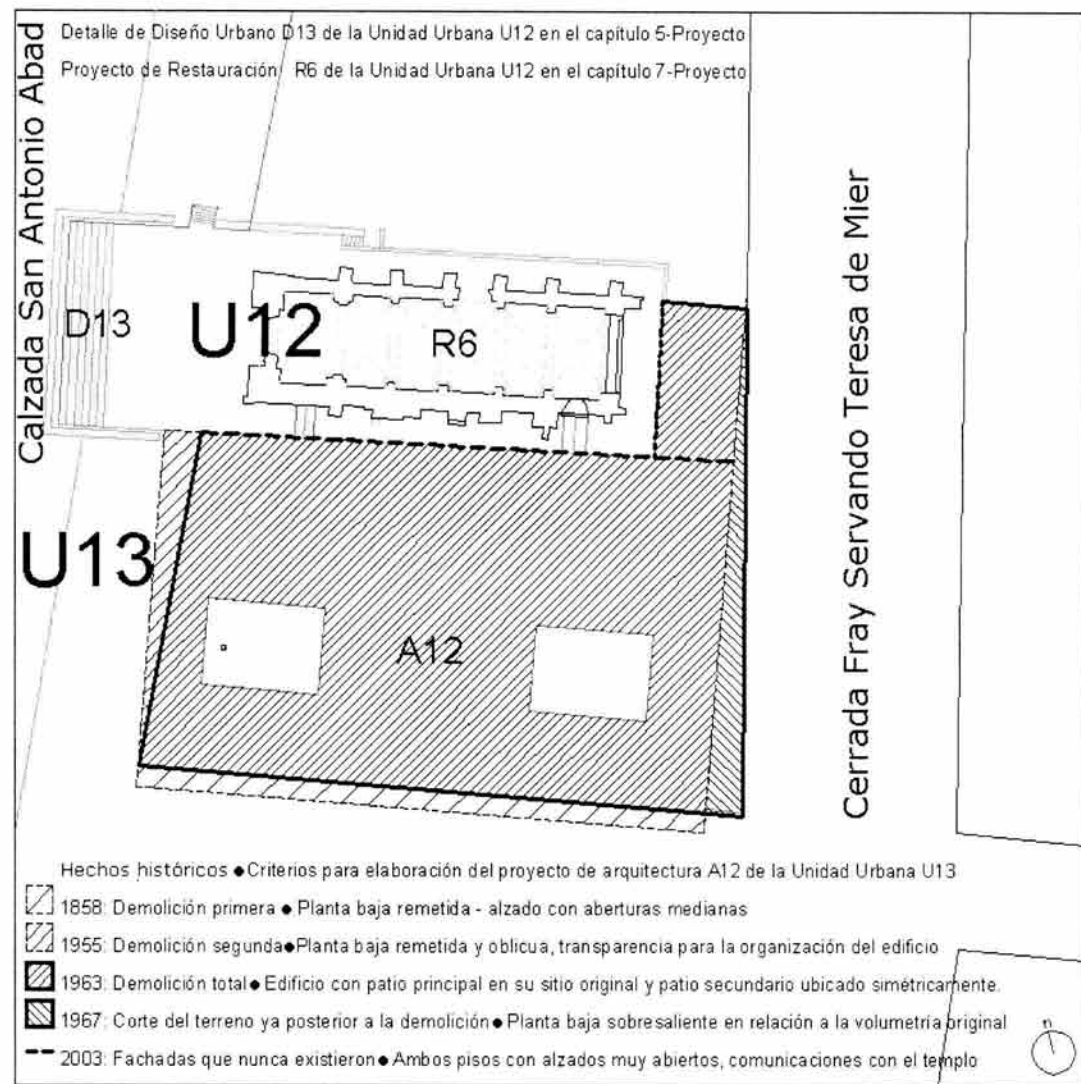 Detalle de Diseño Urbano D13 de la Unidad Urbana U12 en el capítulo 5-Proyecto
Proyecto de Restauración R6 de la Unidad Urbana U12 en el capítulo 7-Proyecto
Calzada San Antonio Abad
D13
U12
R6
Cerrada Fray Servando Teresa de Mier
U13
A12
Hechos históricos ● Criterios para elaboración del proyecto de arquitectura A12 de la Unidad Urbana U13
1858: Demolición primera ● Planta baja remetida - alzado con aberturas medianas
1955: Demolición segunda ● Planta baja remetida y oblicua, transparencia para la organización del edificio
1963: Demolición total ● Edificio con patio principal en su sitio original y patio secundario ubicado simétricamente.
1967: Corte del terreno ya posterior a la demolición ● Planta baja sobresaliente en relación a la volumetría original
2003: Fachadas que nunca existieron ● Ambos pisos con alzados muy abiertos, comunicaciones con el templo
n